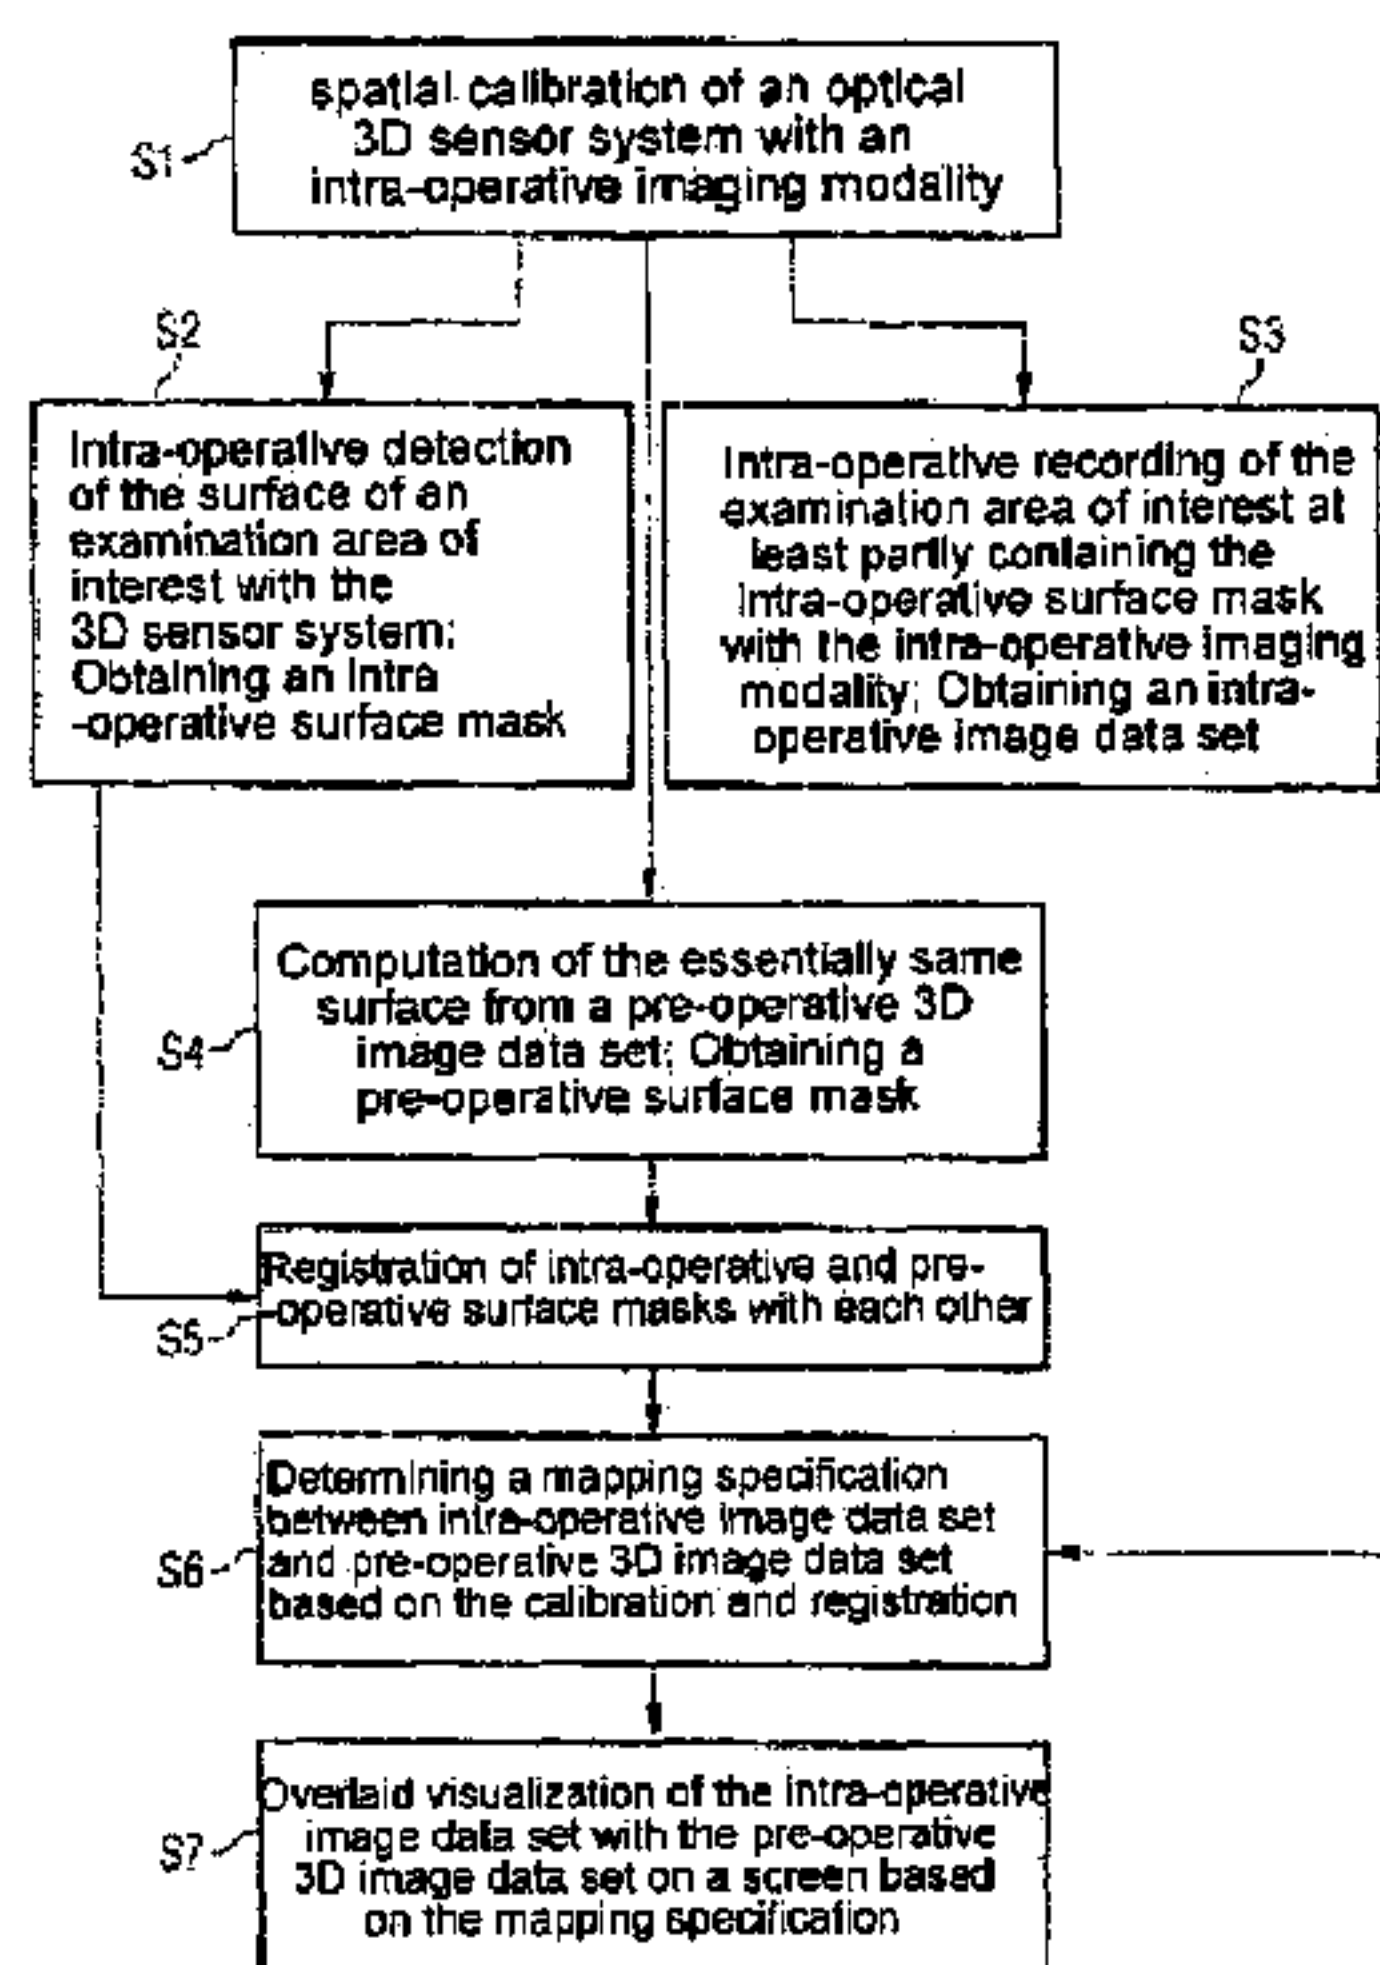 spatial calibration of an optical
3D sensor system with an
intra-operative imaging modality
S1
S2
Intra-operative detection
of the surface of an
examination area of
interest with the
3D sensor system;
Obtaining an intra
-operative surface mask
S3
Intra-operative recording of the
examination area of interest at
least partly containing the
intra-operative surface mask
with the intra-operative imaging
modality; Obtaining an intra-
operative image data set
S4
Computation of the essentially same
surface from a pre-operative 3D
image data set; Obtaining a
pre-operative surface mask
S5
Registration of intra-operative and pre-
-operative surface masks with each other
S6
Determining a mapping specification
between intra-operative image data set
and pre-operative 3D image data set
based on the calibration and registration
S7
Overlaid visualization of the intra-operative
image data set with the pre-operative
3D image data set on a screen based
on the mapping specification